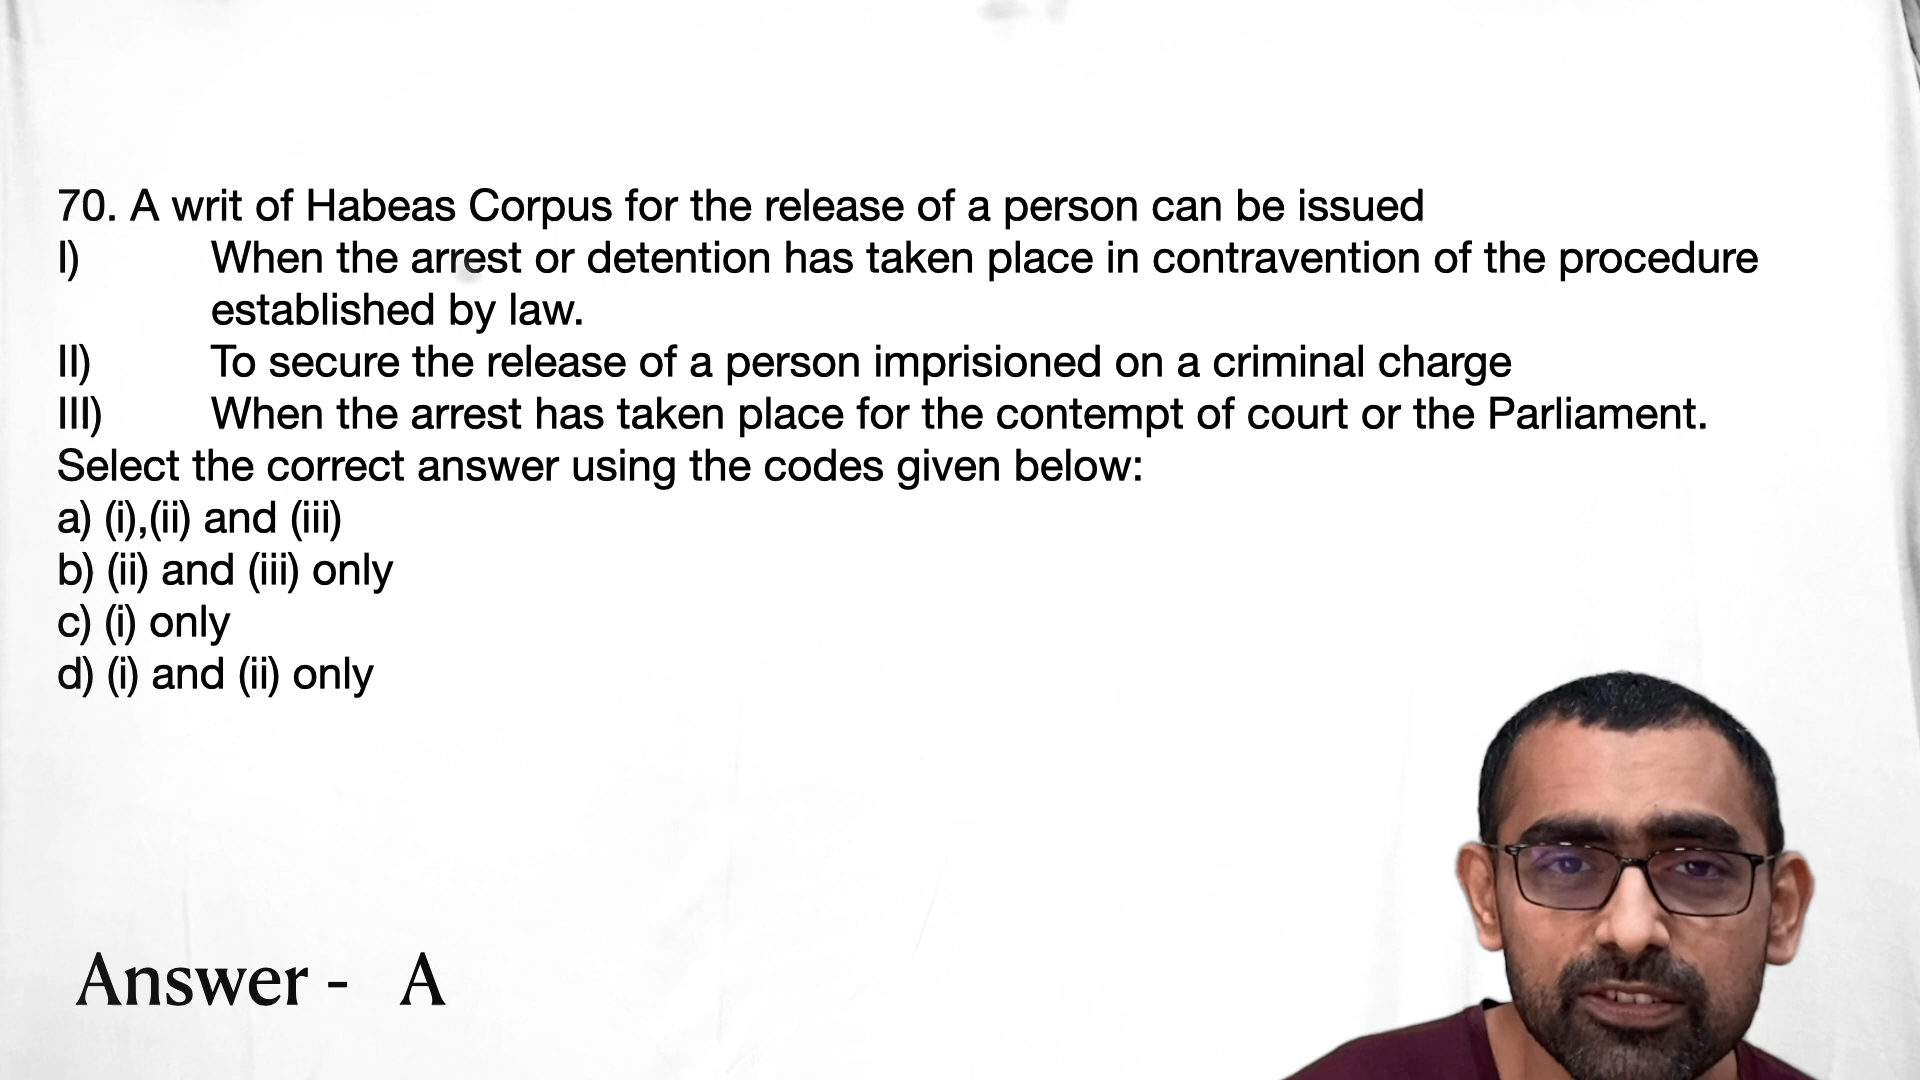 70. A writ of Habeas Corpus for the release of a person can be issued
I) When the arrest or detention has taken place in contravention of the procedure
established by law.
II) To secure the release of a person imprisioned on a criminal charge
III) When the arrest has taken place for the contempt of court or the Parliament.
Select the correct answer using the codes given below:
a) (i),(ii) and (iii)
b) (ii) and (iii) only
c) (i) only
d) (i) and (ii) only
Answer - A